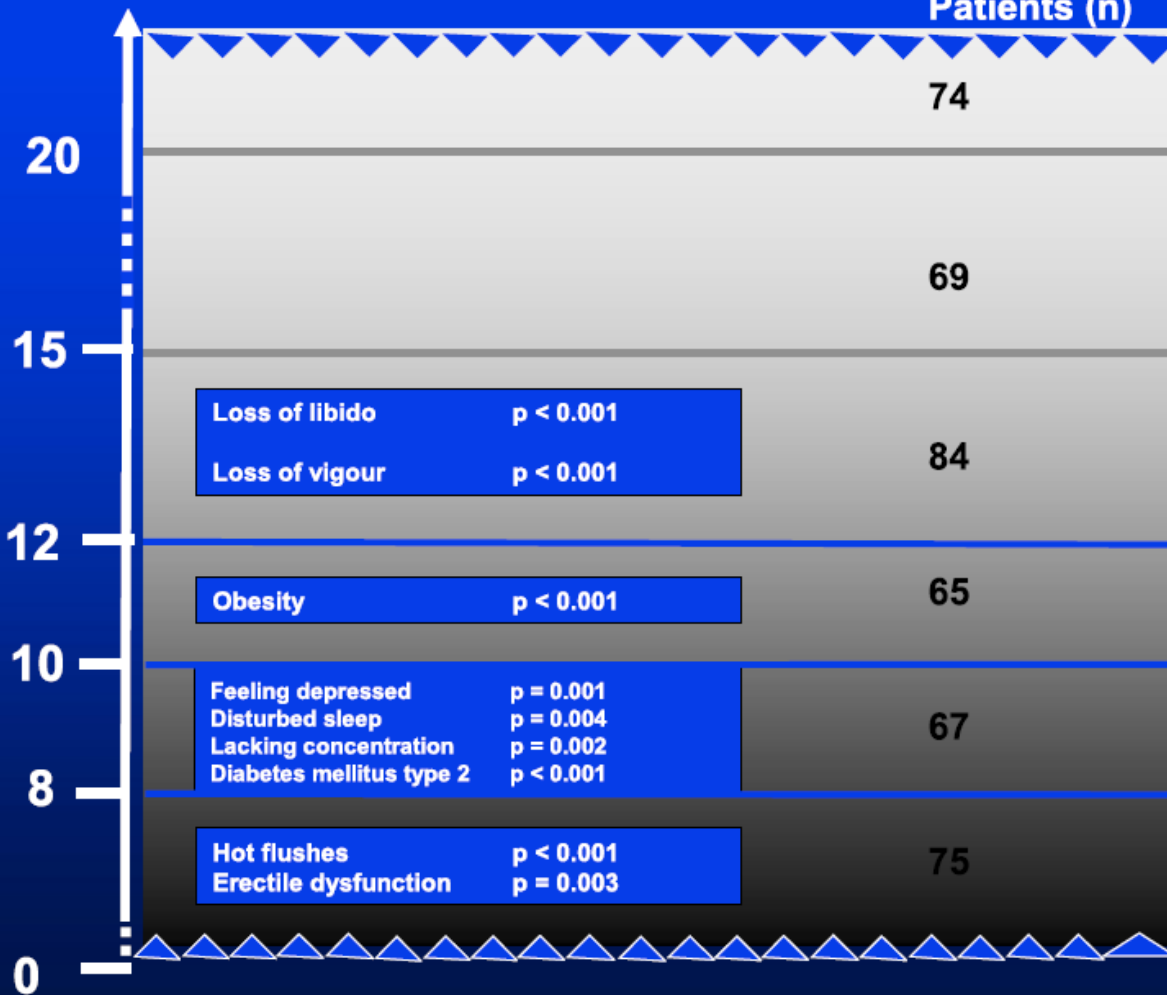 Patients (n)
74
20
69
15
Loss of libido p < 0.001
84
Loss of vigour p < 0.001
12
Obesity p < 0.001 65
10
Feeling depressed p = 0.001
Disturbed sleep p = 0.004
67
Lacking concentration p = 0.002
Diabetes mellitus type 2 p < 0.001
8
Hot flushes p < 0.001
75
Erectile dysfunction p = 0.003
0